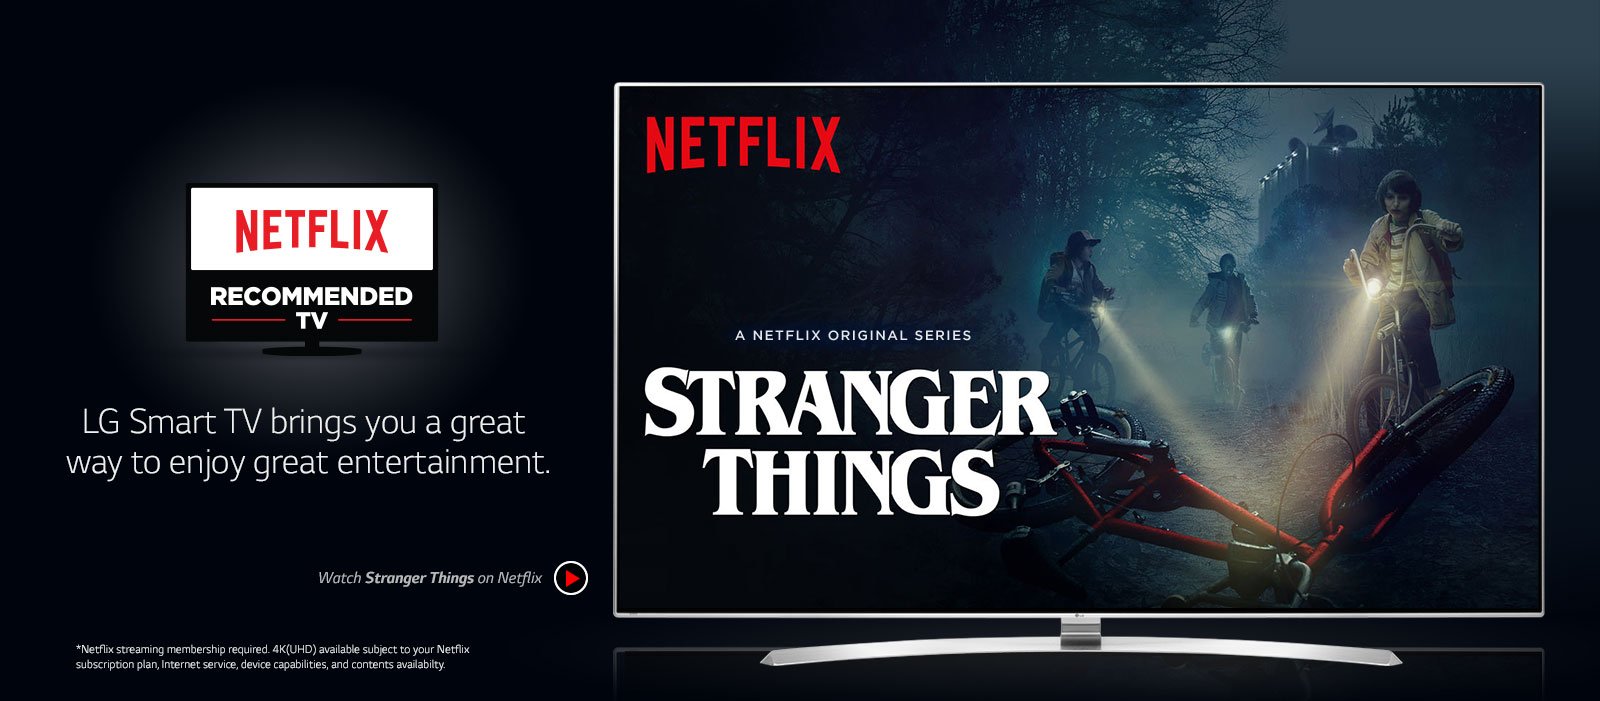 NETFLIX
RECOMMENDED
TV
LG Smart TV brings you a great
way to enjoy great entertainment.
Watch Stranger Things on Netflix
*Netflix streaming membership required. 4K(UHD) available subject to your Netflix
subscription plan, Internet service, device capabilities, and contents availabilty.
NETFLIX
A NETFLIX ORIGINAL SERIES
STRANGER
THINGS
LG